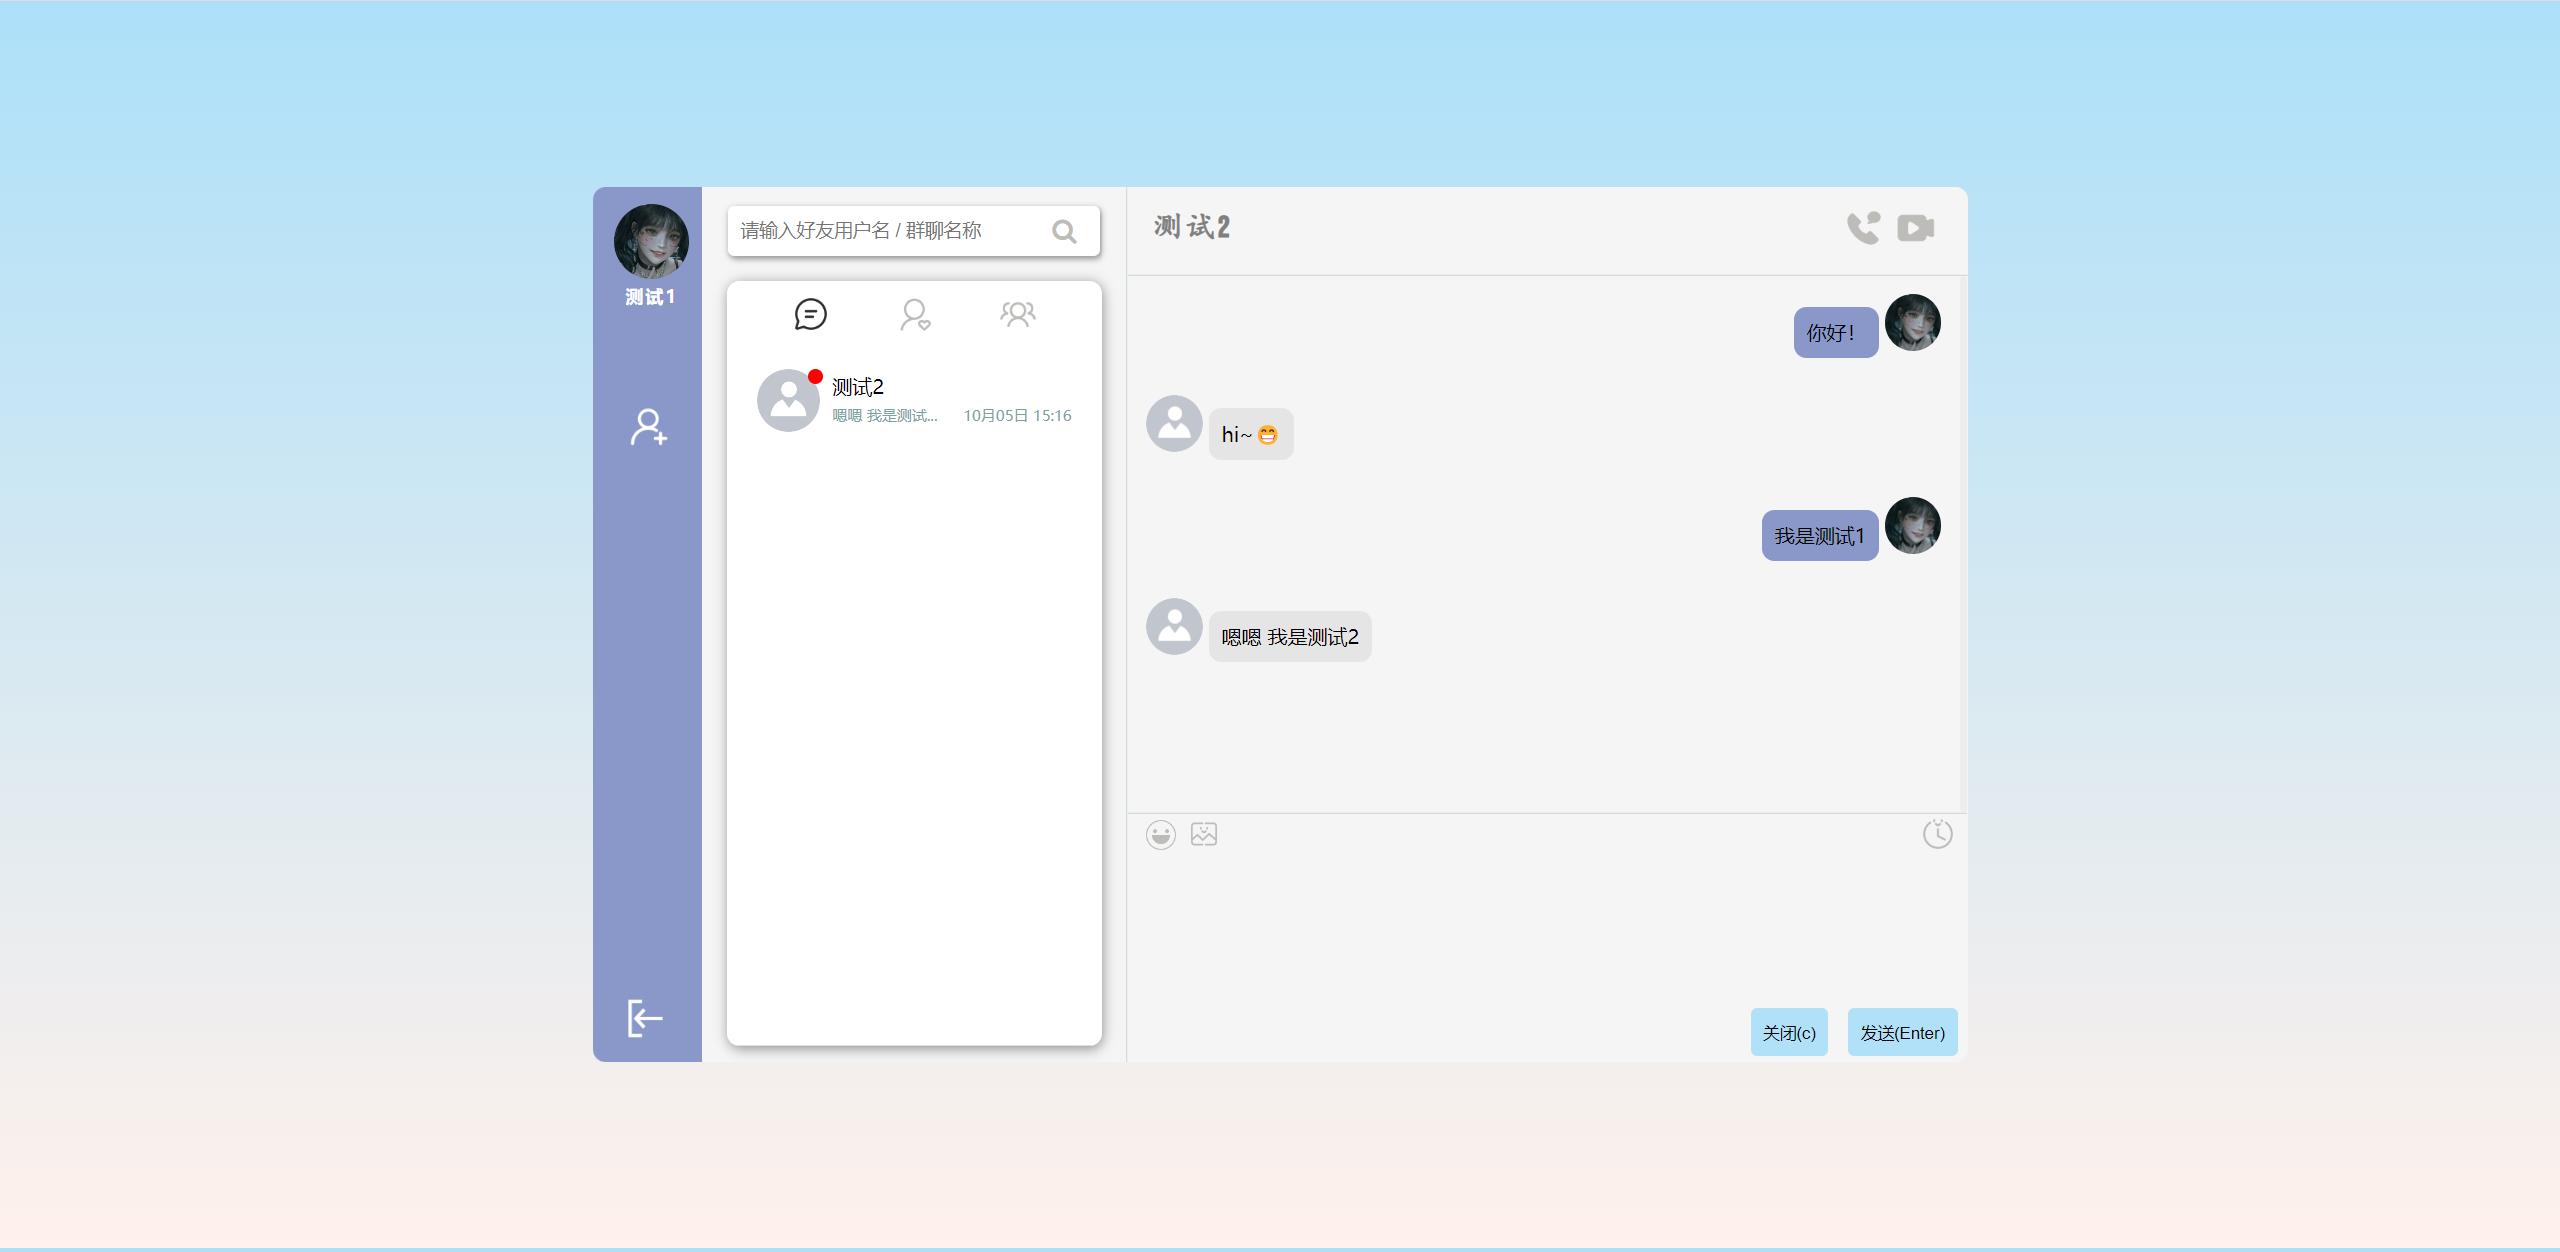 测试1
请输入好友用户名 / 群聊名称
测试2
嗯嗯 我是测试... 10月05日 15:16
测试2
你好！
hi~😁
我是测试1
嗯嗯 我是测试2
关闭(c) 发送(Enter)